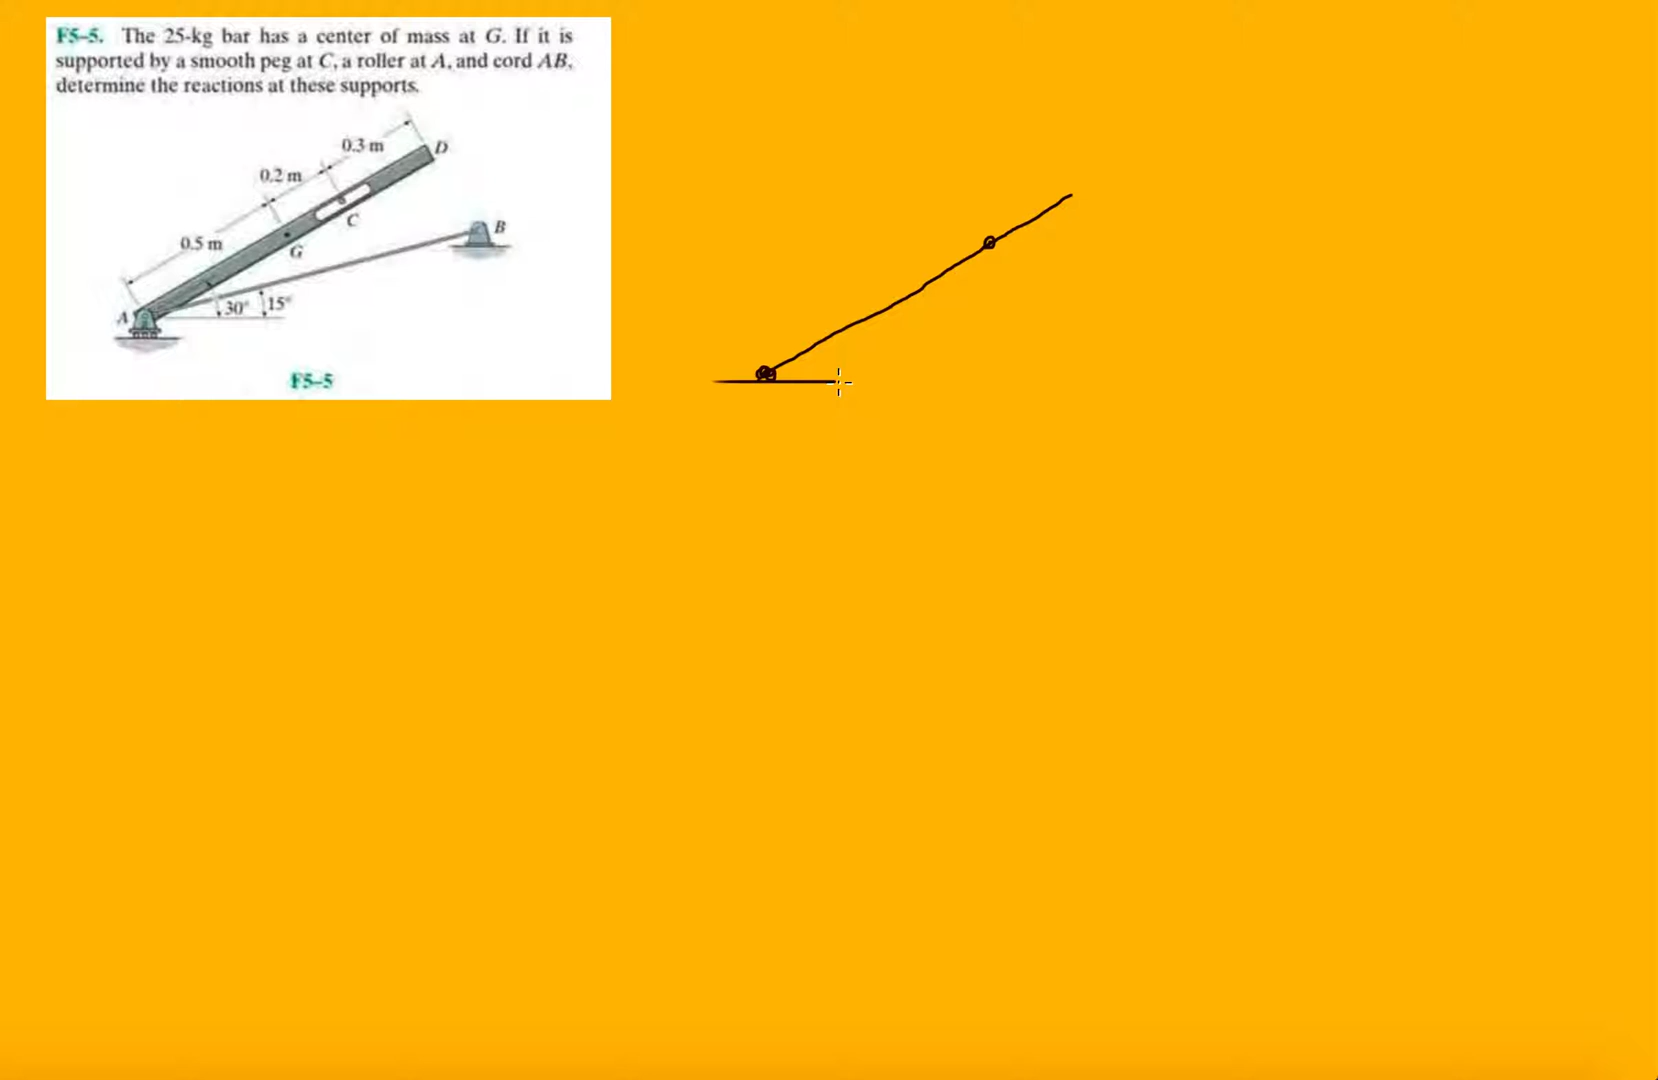 F5–5. The 25-kg bar has a center of mass at G. If it is
supported by a smooth peg at C, a roller at A, and cord AB,
determine the reactions at these supports.
0.3 m
D
0.2 m
C
B
0.5 m
G
30° 15°
A
F5–5